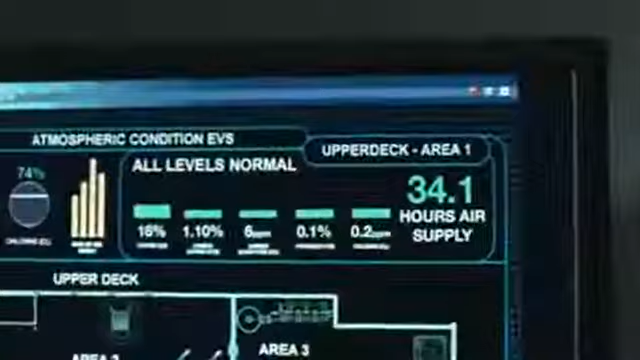 ATMOSPHERIC CONDITION EVS
UPPERDECK - AREA 1
74%
ALL LEVELS NORMAL
34.1
HOURS AIR
SUPPLY
16%
1.10%
6ppm
0.1%
0.2ppm
UPPER DECK
AREA 3